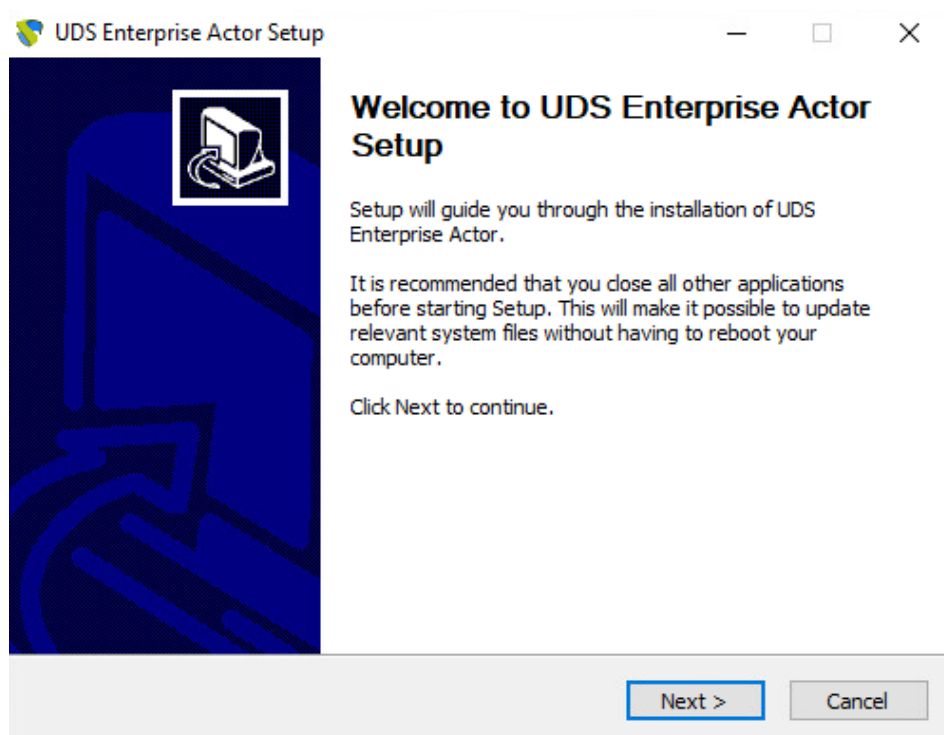 UDS Enterprise Actor Setup
Welcome to UDS Enterprise Actor
Setup
Setup will guide you through the installation of UDS
Enterprise Actor.
It is recommended that you close all other applications
before starting Setup. This will make it possible to update
relevant system files without having to reboot your
computer.
Click Next to continue.
Next >
Cancel